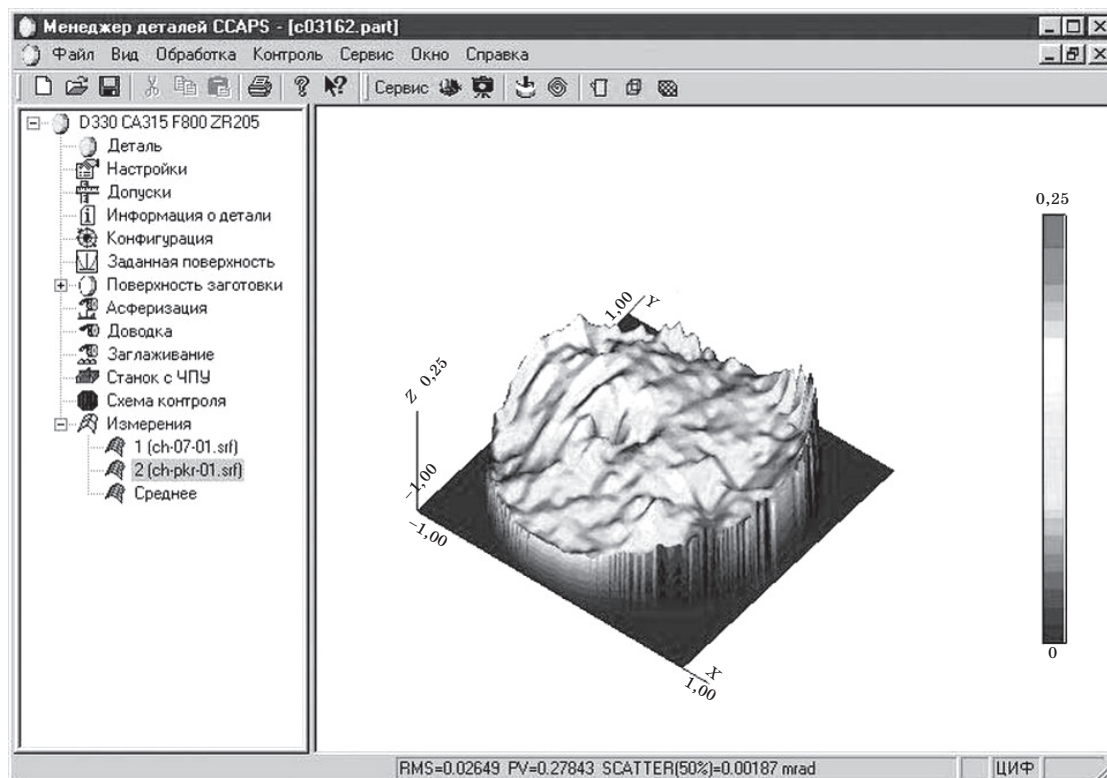 Менеджер деталей CCAPS - [c03162.part]
Файл Вид Обработка Контроль Сервис Окно Справка
Сервис
D330 CA315 F800 ZR205
Деталь
Настройки
Допуски
Информация о детали
Конфигурация
Заданная поверхность
Поверхность заготовки
Асферизация
Доводка
Заглаживание
Станок с ЧПУ
Схема контроля
Измерения
1 (ch-07-01.srf)
2 (ch-pkr-01.srf)
Среднее
0,25
1,00 Y
Z 0,25
–1,00
–1,00
X
1,00
0
RMS=0.02649 PV=0.27843 SCATTER(50%)=0.00187 mrad
ЦИФ